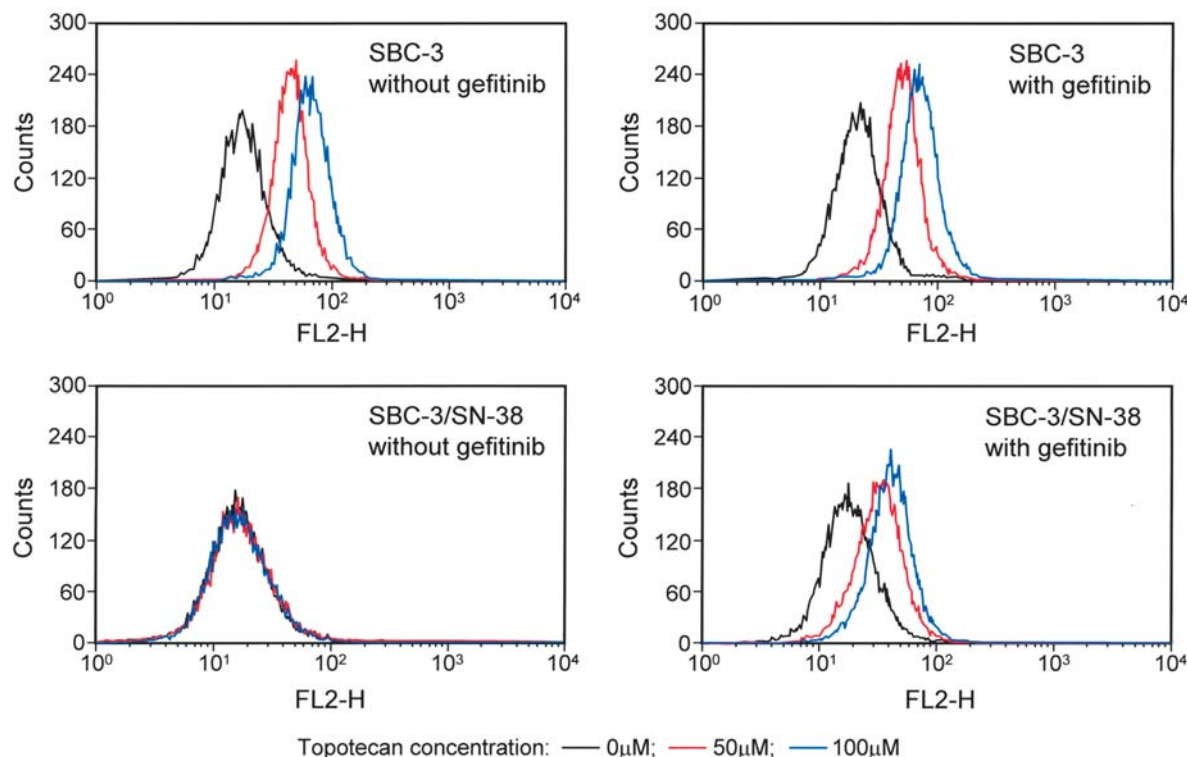 300
240
180
120
60
0
Counts
SBC-3
without gefitinib
10⁰ 10¹ 10² 10³ 10⁴
FL2-H
300
240
180
120
60
0
Counts
SBC-3
with gefitinib
10⁰ 10¹ 10² 10³ 10⁴
FL2-H
300
240
180
120
60
0
Counts
SBC-3/SN-38
without gefitinib
10⁰ 10¹ 10² 10³ 10⁴
FL2-H
300
240
180
120
60
0
Counts
SBC-3/SN-38
with gefitinib
10⁰ 10¹ 10² 10³ 10⁴
FL2-H
Topotecan concentration: 0μM; 50μM; 100μM